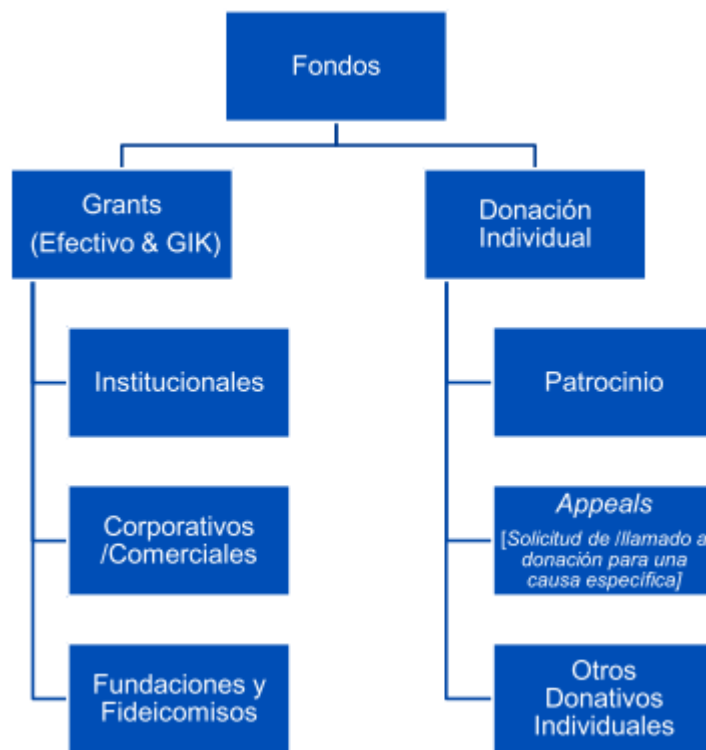 Fondos
Grants
(Efectivo & GIK)
Donación
Individual
Institucionales
Patrocinio
Corporativos
/Comerciales
Appeals
[Solicitud de /llamado a
donación para una
causa específica]
Fundaciones y
Fideicomisos
Otros
Donativos
Individuales